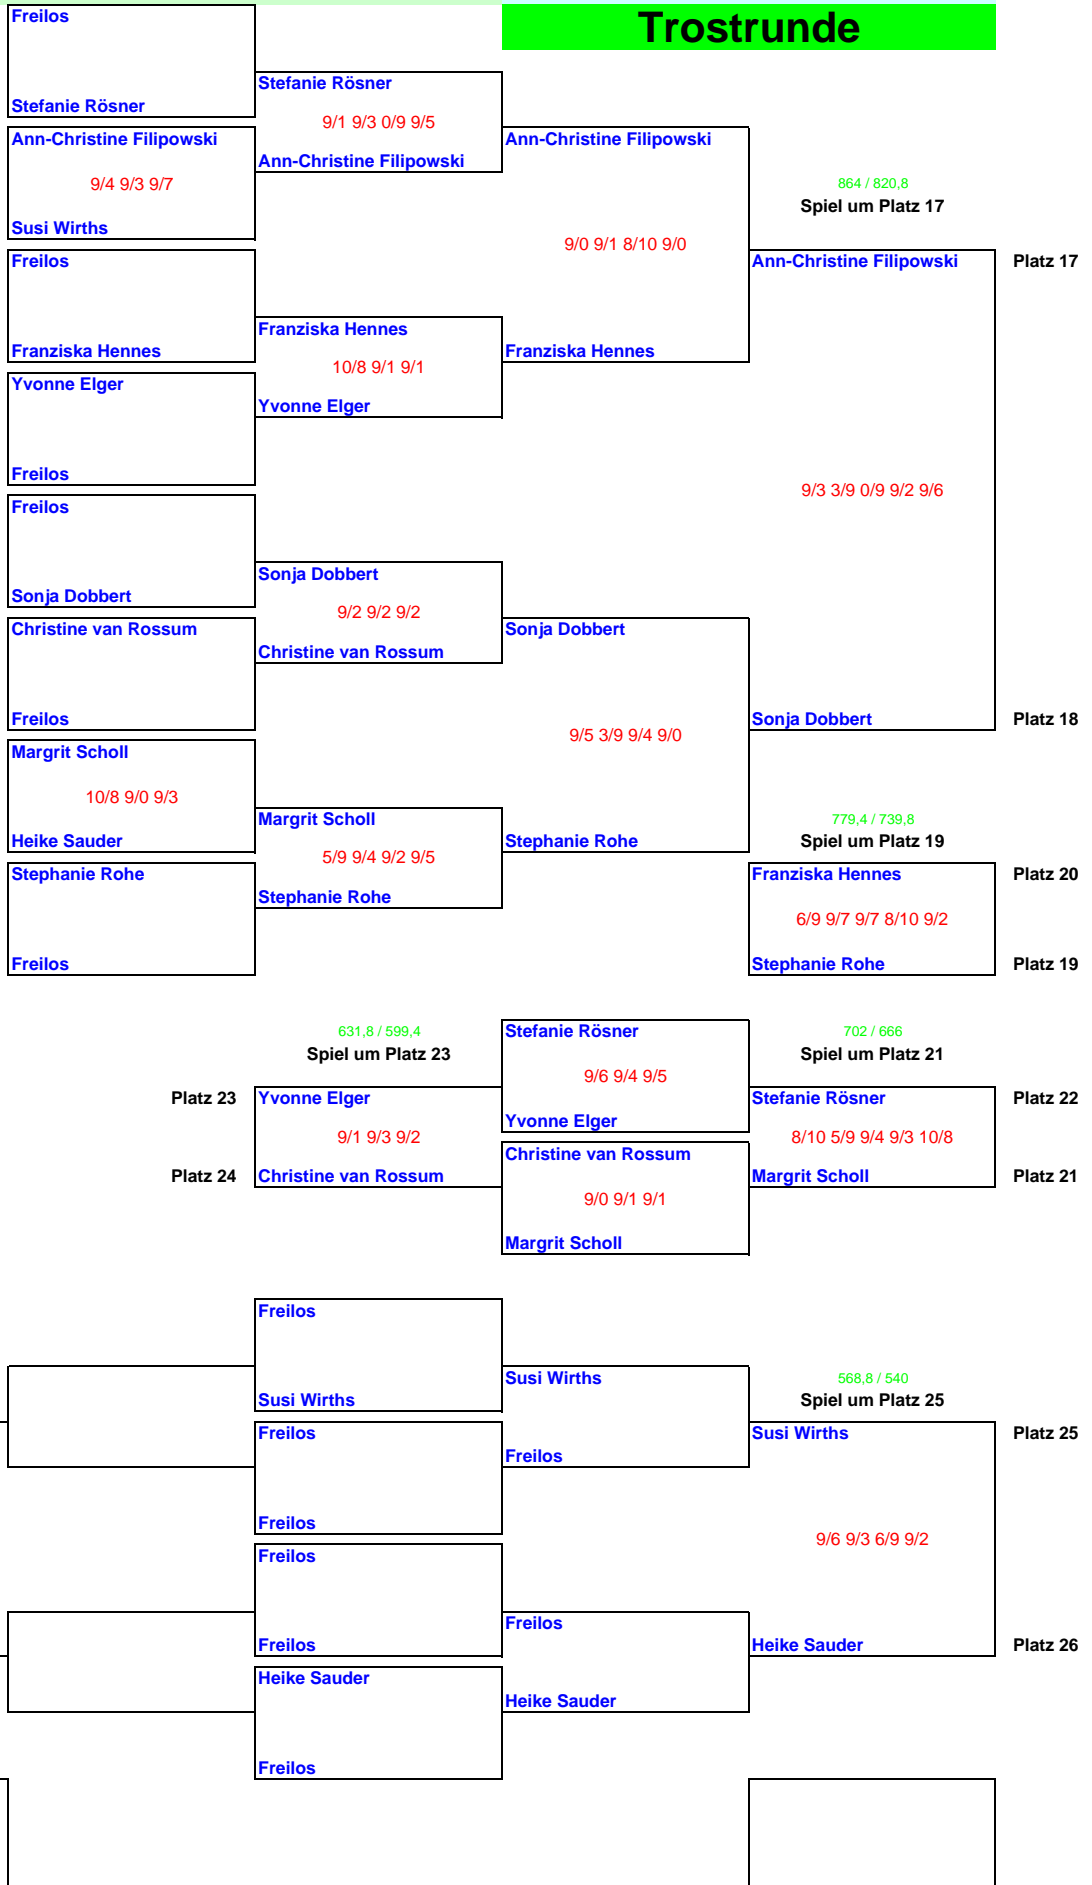 Freilos
Trostrunde
Stefanie Rösner
Stefanie Rösner
Ann-Christine Filipowski
9/1 9/3 0/9 9/5
Ann-Christine Filipowski
Ann-Christine Filipowski
9/4 9/3 9/7
864 / 820,8
Spiel um Platz 17
Susi Wirths
9/0 9/1 8/10 9/0
Freilos
Ann-Christine Filipowski
Platz 17
Franziska Hennes
Franziska Hennes
Franziska Hennes
10/8 9/1 9/1
Yvonne Elger
Yvonne Elger
Freilos
9/3 3/9 0/9 9/2 9/6
Freilos
Sonja Dobbert
Sonja Dobbert
9/2 9/2 9/2
Christine van Rossum
Sonja Dobbert
Christine van Rossum
Freilos
Sonja Dobbert
Platz 18
9/5 3/9 9/4 9/0
Margrit Scholl
10/8 9/0 9/3
Margrit Scholl
779,4 / 739,8
Heike Sauder
Stephanie Rohe
Spiel um Platz 19
5/9 9/4 9/2 9/5
Stephanie Rohe
Franziska Hennes
Platz 20
Stephanie Rohe
6/9 9/7 9/7 8/10 9/2
Freilos
Stephanie Rohe
Platz 19
631,8 / 599,4
Stefanie Rösner
702 / 666
Spiel um Platz 23
Spiel um Platz 21
9/6 9/4 9/5
Platz 23
Yvonne Elger
Stefanie Rösner
Platz 22
Yvonne Elger
9/1 9/3 9/2
8/10 5/9 9/4 9/3 10/8
Christine van Rossum
Platz 24
Christine van Rossum
Margrit Scholl
Platz 21
9/0 9/1 9/1
Margrit Scholl
Freilos
Susi Wirths
568,8 / 540
Susi Wirths
Spiel um Platz 25
Freilos
Susi Wirths
Platz 25
Freilos
Freilos
9/6 9/3 6/9 9/2
Freilos
Freilos
Freilos
Heike Sauder
Platz 26
Heike Sauder
Heike Sauder
Freilos